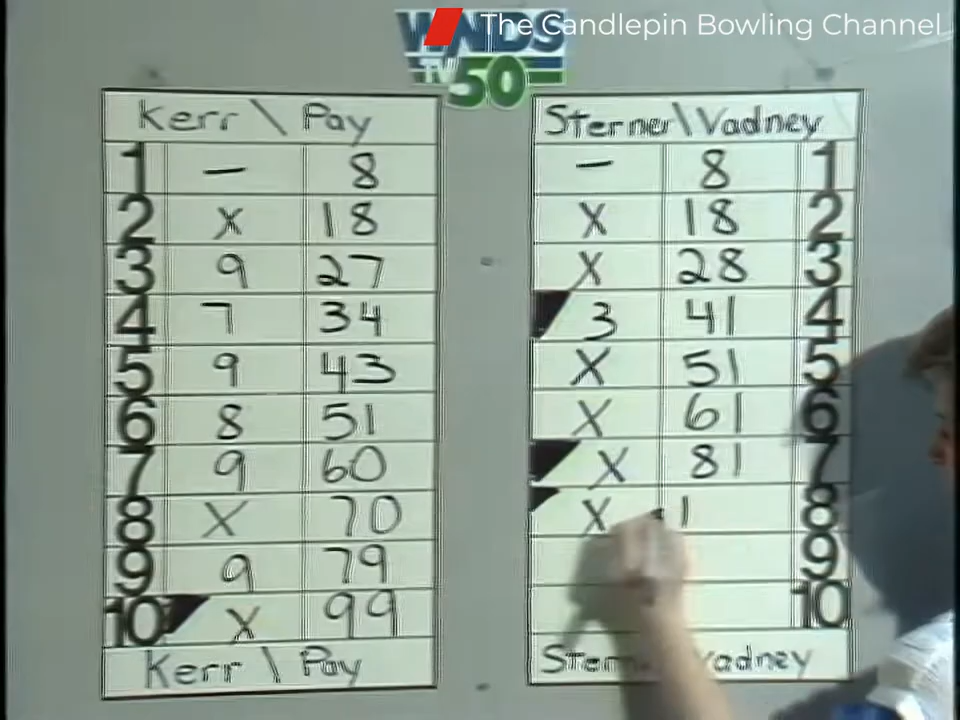 The Candlepin Bowling Channel
WNDS
TV 50
Kerr \ Pay
1 – 8
2 X 18
3 9 27
4 7 34
5 9 43
6 8 51
7 9 60
8 X 70
9 9 79
10 X 99
Kerr \ Pay
Sterner \ Vadney
– 8 1
X 18 2
X 28 3
3 41 4
X 51 5
X 61 6
X 81 7
X 1 8
9
10
Vadney